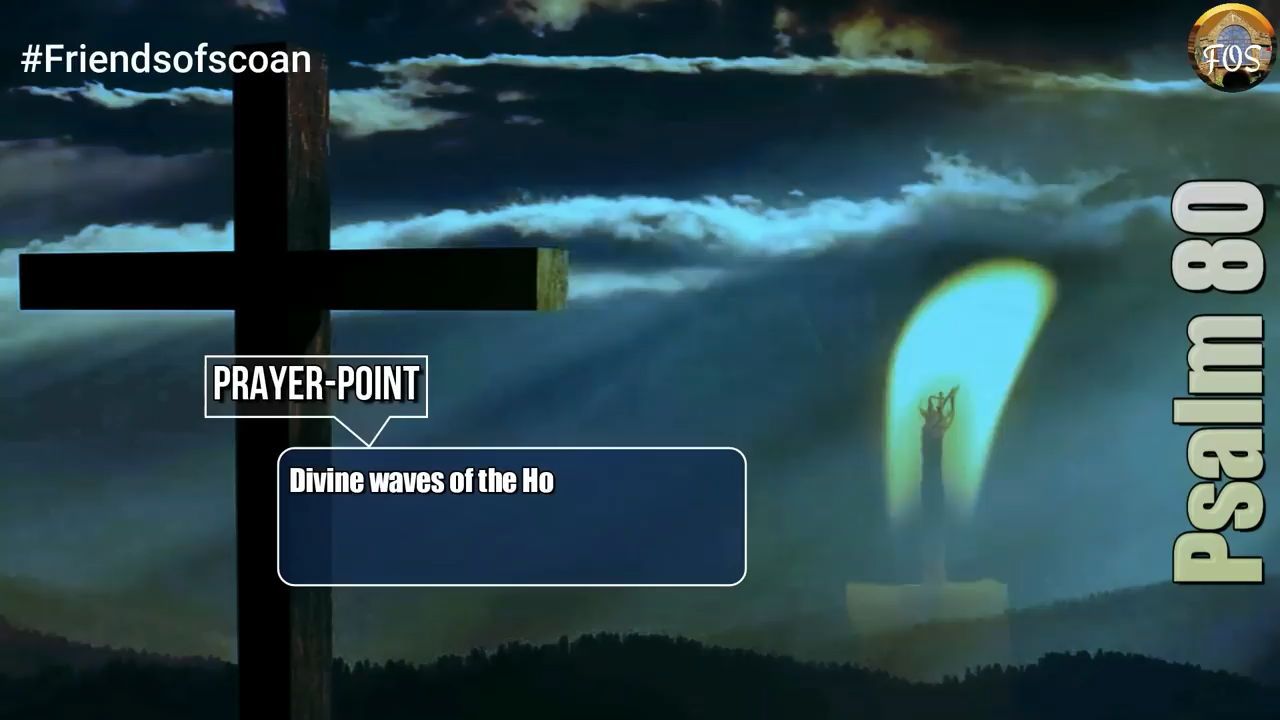 #Friendsofscoan
FOS
Psalm 80
PRAYER-POINT
Divine waves of the Ho